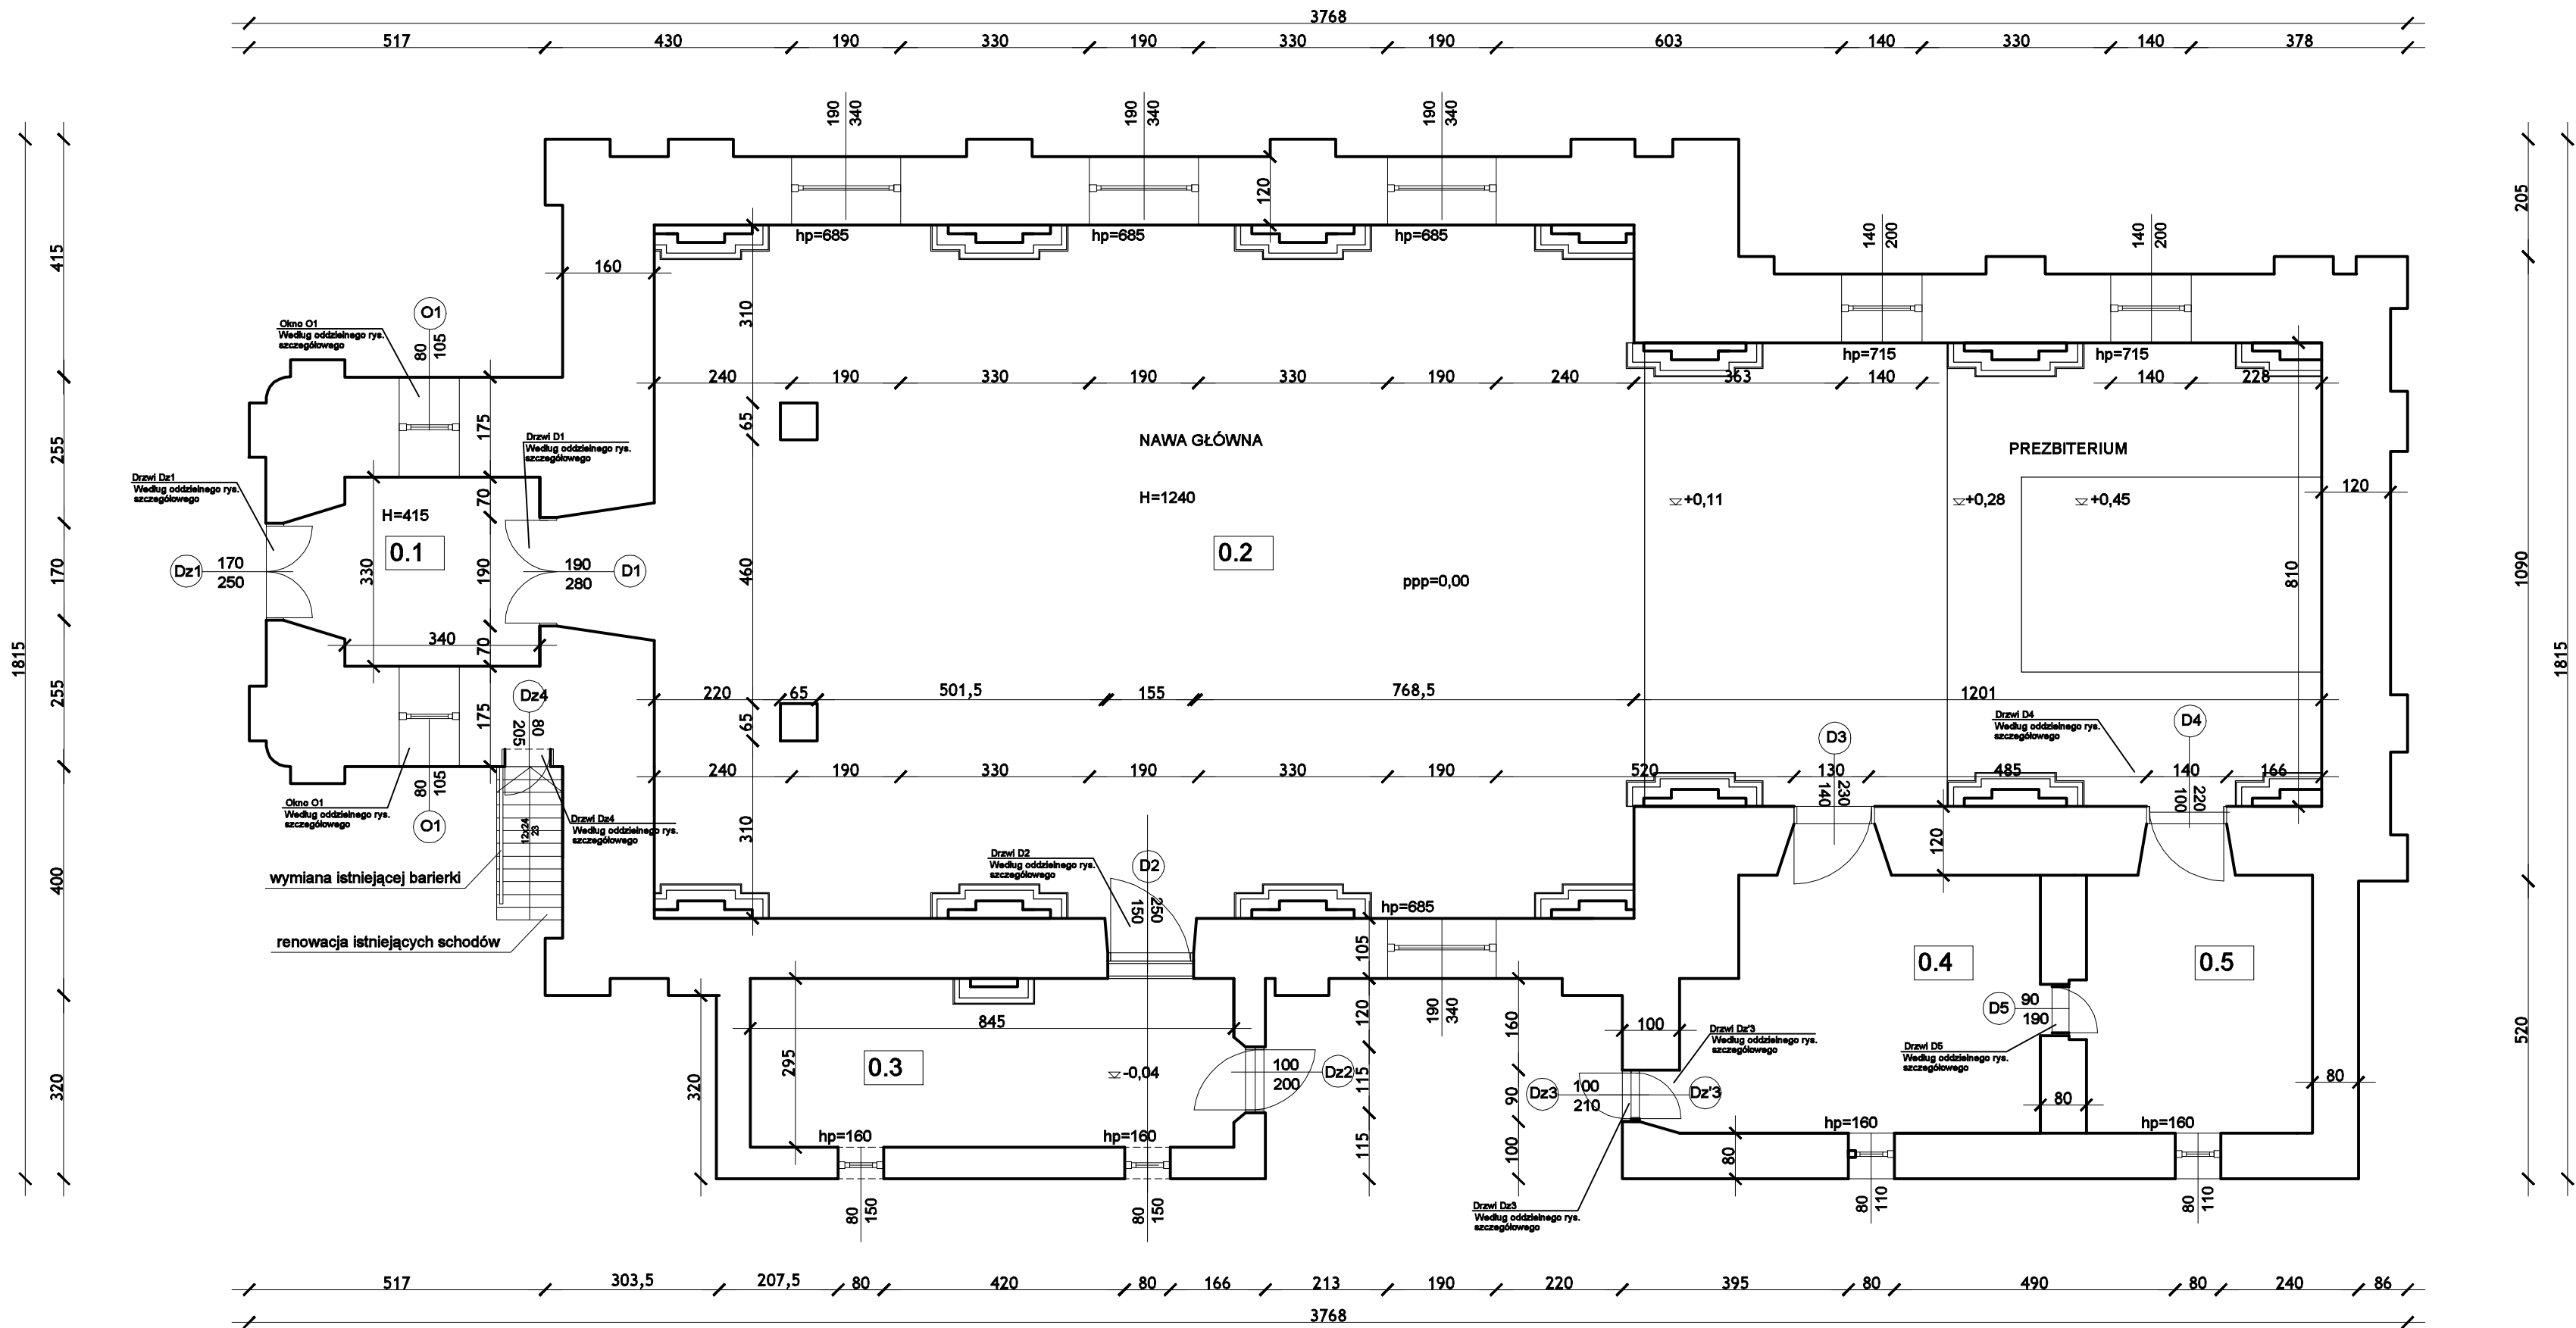 3768
517 430 190 330 190 330 190 603 140 330 140 378
190 340
190 340
190 340
140 200
140 200
120
hp=685 hp=685 hp=685
hp=715 hp=715
1815
415
255
170
255
400
320
205
1090
520
1815
160
310
65
460
65
310
O1
80 105
Okno O1
Według oddzielnego rys.
szczegółowego
175
70
190
70
175
330
340
Drzwi D1
Według oddzielnego rys.
szczegółowego
Drzwi Dz1
Według oddzielnego rys.
szczegółowego
240 190 330 190 330 190 240 363 140 140 228
NAWA GŁÓWNA
PREZBITERIUM
H=1240
H=415
0.1
0.2
+0,11
+0,28
+0,45
120
810
Dz1
170
250
190
280
D1
ppp=0,00
220 65 501,5 155 768,5 1201
Dz4
80 205
O1
80 105
Okno O1
Według oddzielnego rys.
szczegółowego
12x24
23
Drzwi Dz4
Według oddzielnego rys.
szczegółowego
wymiana istniejącej barierki
renowacja istniejących schodów
240 190 330 190 330 190 520 130 485 140 166
Drzwi D4
Według oddzielnego rys.
szczegółowego
D3
230 140
D4
220 100
120
Drzwi D2
Według oddzielnego rys.
szczegółowego
D2
250 150
hp=685
105
120
115
115
190 340
160
90
100
0.4
0.5
D5
90
190
Drzwi D5
Według oddzielnego rys.
szczegółowego
100
Drzwi Dz'3
Według oddzielnego rys.
szczegółowego
845
295
320
0.3
-0,04
100
200
Dz2
Dz3
100
210
Dz'3
80
80
80
hp=160 hp=160
hp=160 hp=160
80 150
80 150
80 110
80 110
Drzwi Dz3
Według oddzielnego rys.
szczegółowego
517 303,5 207,5 80 420 80 166 213 190 220 395 80 490 80 240 86
3768